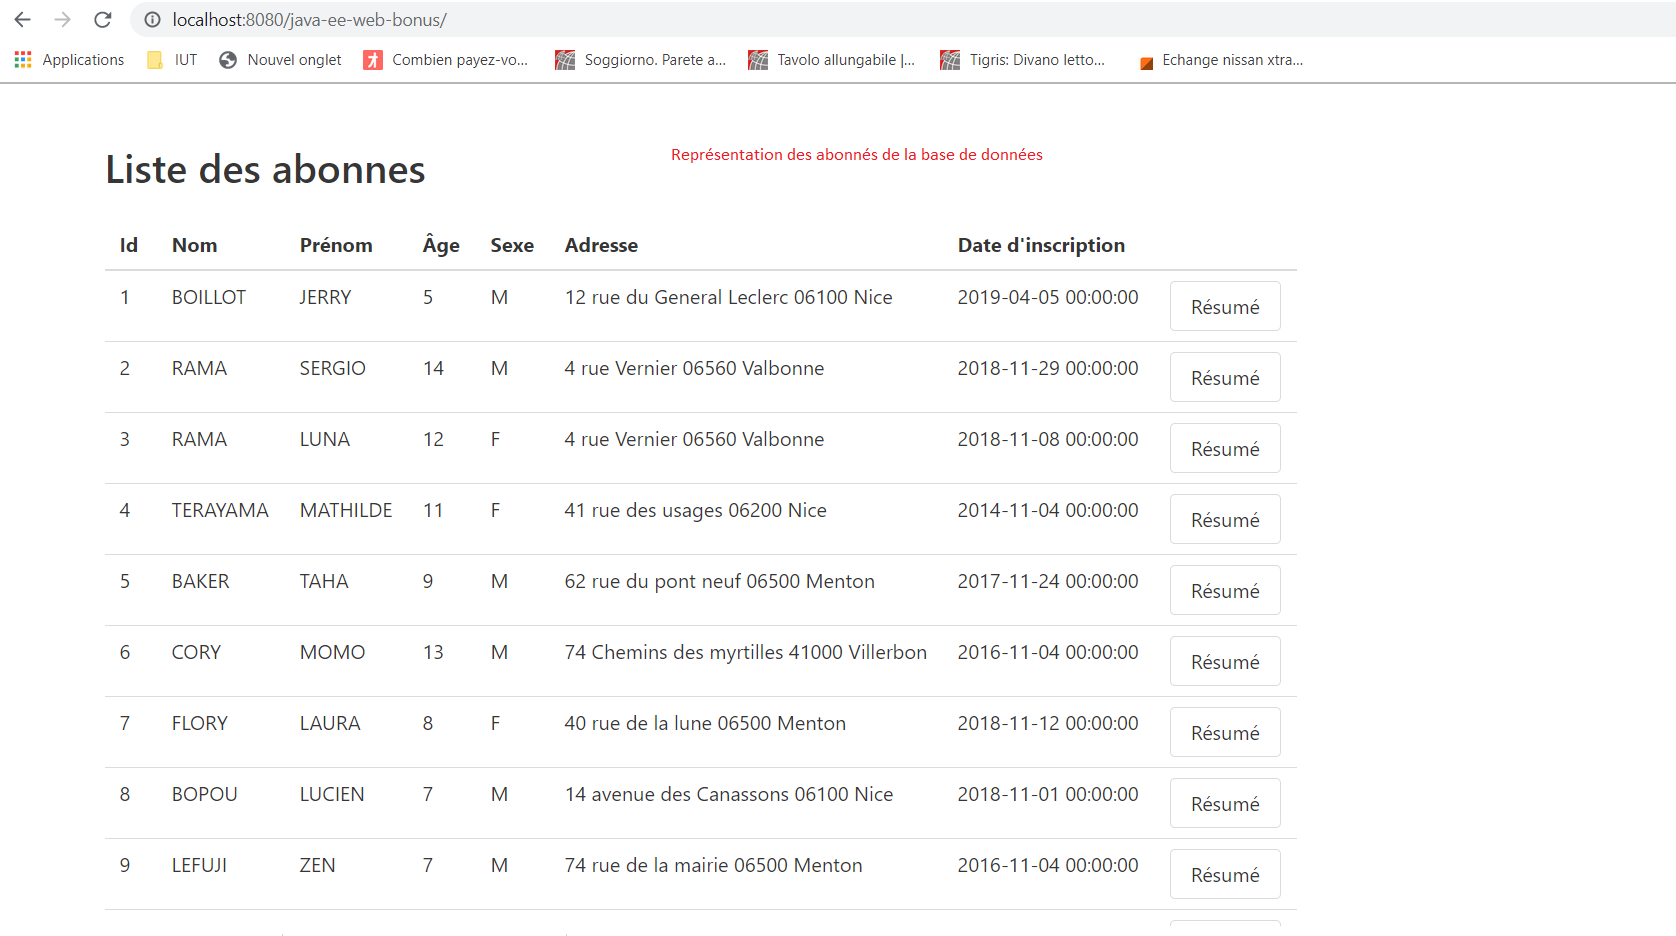 localhost:8080/java-ee-web-bonus/
Applications IUT Nouvel onglet Combien payez-vo... Soggiorno. Parete a... Tavolo allungabile |... Tigris: Divano letto... Echange nissan xtra...
Représentation des abonnés de la base de données
Liste des abonnes
Id Nom Prénom Âge Sexe Adresse Date d'inscription
1 BOILLOT JERRY 5 M 12 rue du General Leclerc 06100 Nice 2019-04-05 00:00:00 Résumé
2 RAMA SERGIO 14 M 4 rue Vernier 06560 Valbonne 2018-11-29 00:00:00 Résumé
3 RAMA LUNA 12 F 4 rue Vernier 06560 Valbonne 2018-11-08 00:00:00 Résumé
4 TERAYAMA MATHILDE 11 F 41 rue des usages 06200 Nice 2014-11-04 00:00:00 Résumé
5 BAKER TAHA 9 M 62 rue du pont neuf 06500 Menton 2017-11-24 00:00:00 Résumé
6 CORY MOMO 13 M 74 Chemins des myrtilles 41000 Villerbon 2016-11-04 00:00:00 Résumé
7 FLORY LAURA 8 F 40 rue de la lune 06500 Menton 2018-11-12 00:00:00 Résumé
8 BOPOU LUCIEN 7 M 14 avenue des Canassons 06100 Nice 2018-11-01 00:00:00 Résumé
9 LEFUJI ZEN 7 M 74 rue de la mairie 06500 Menton 2016-11-04 00:00:00 Résumé